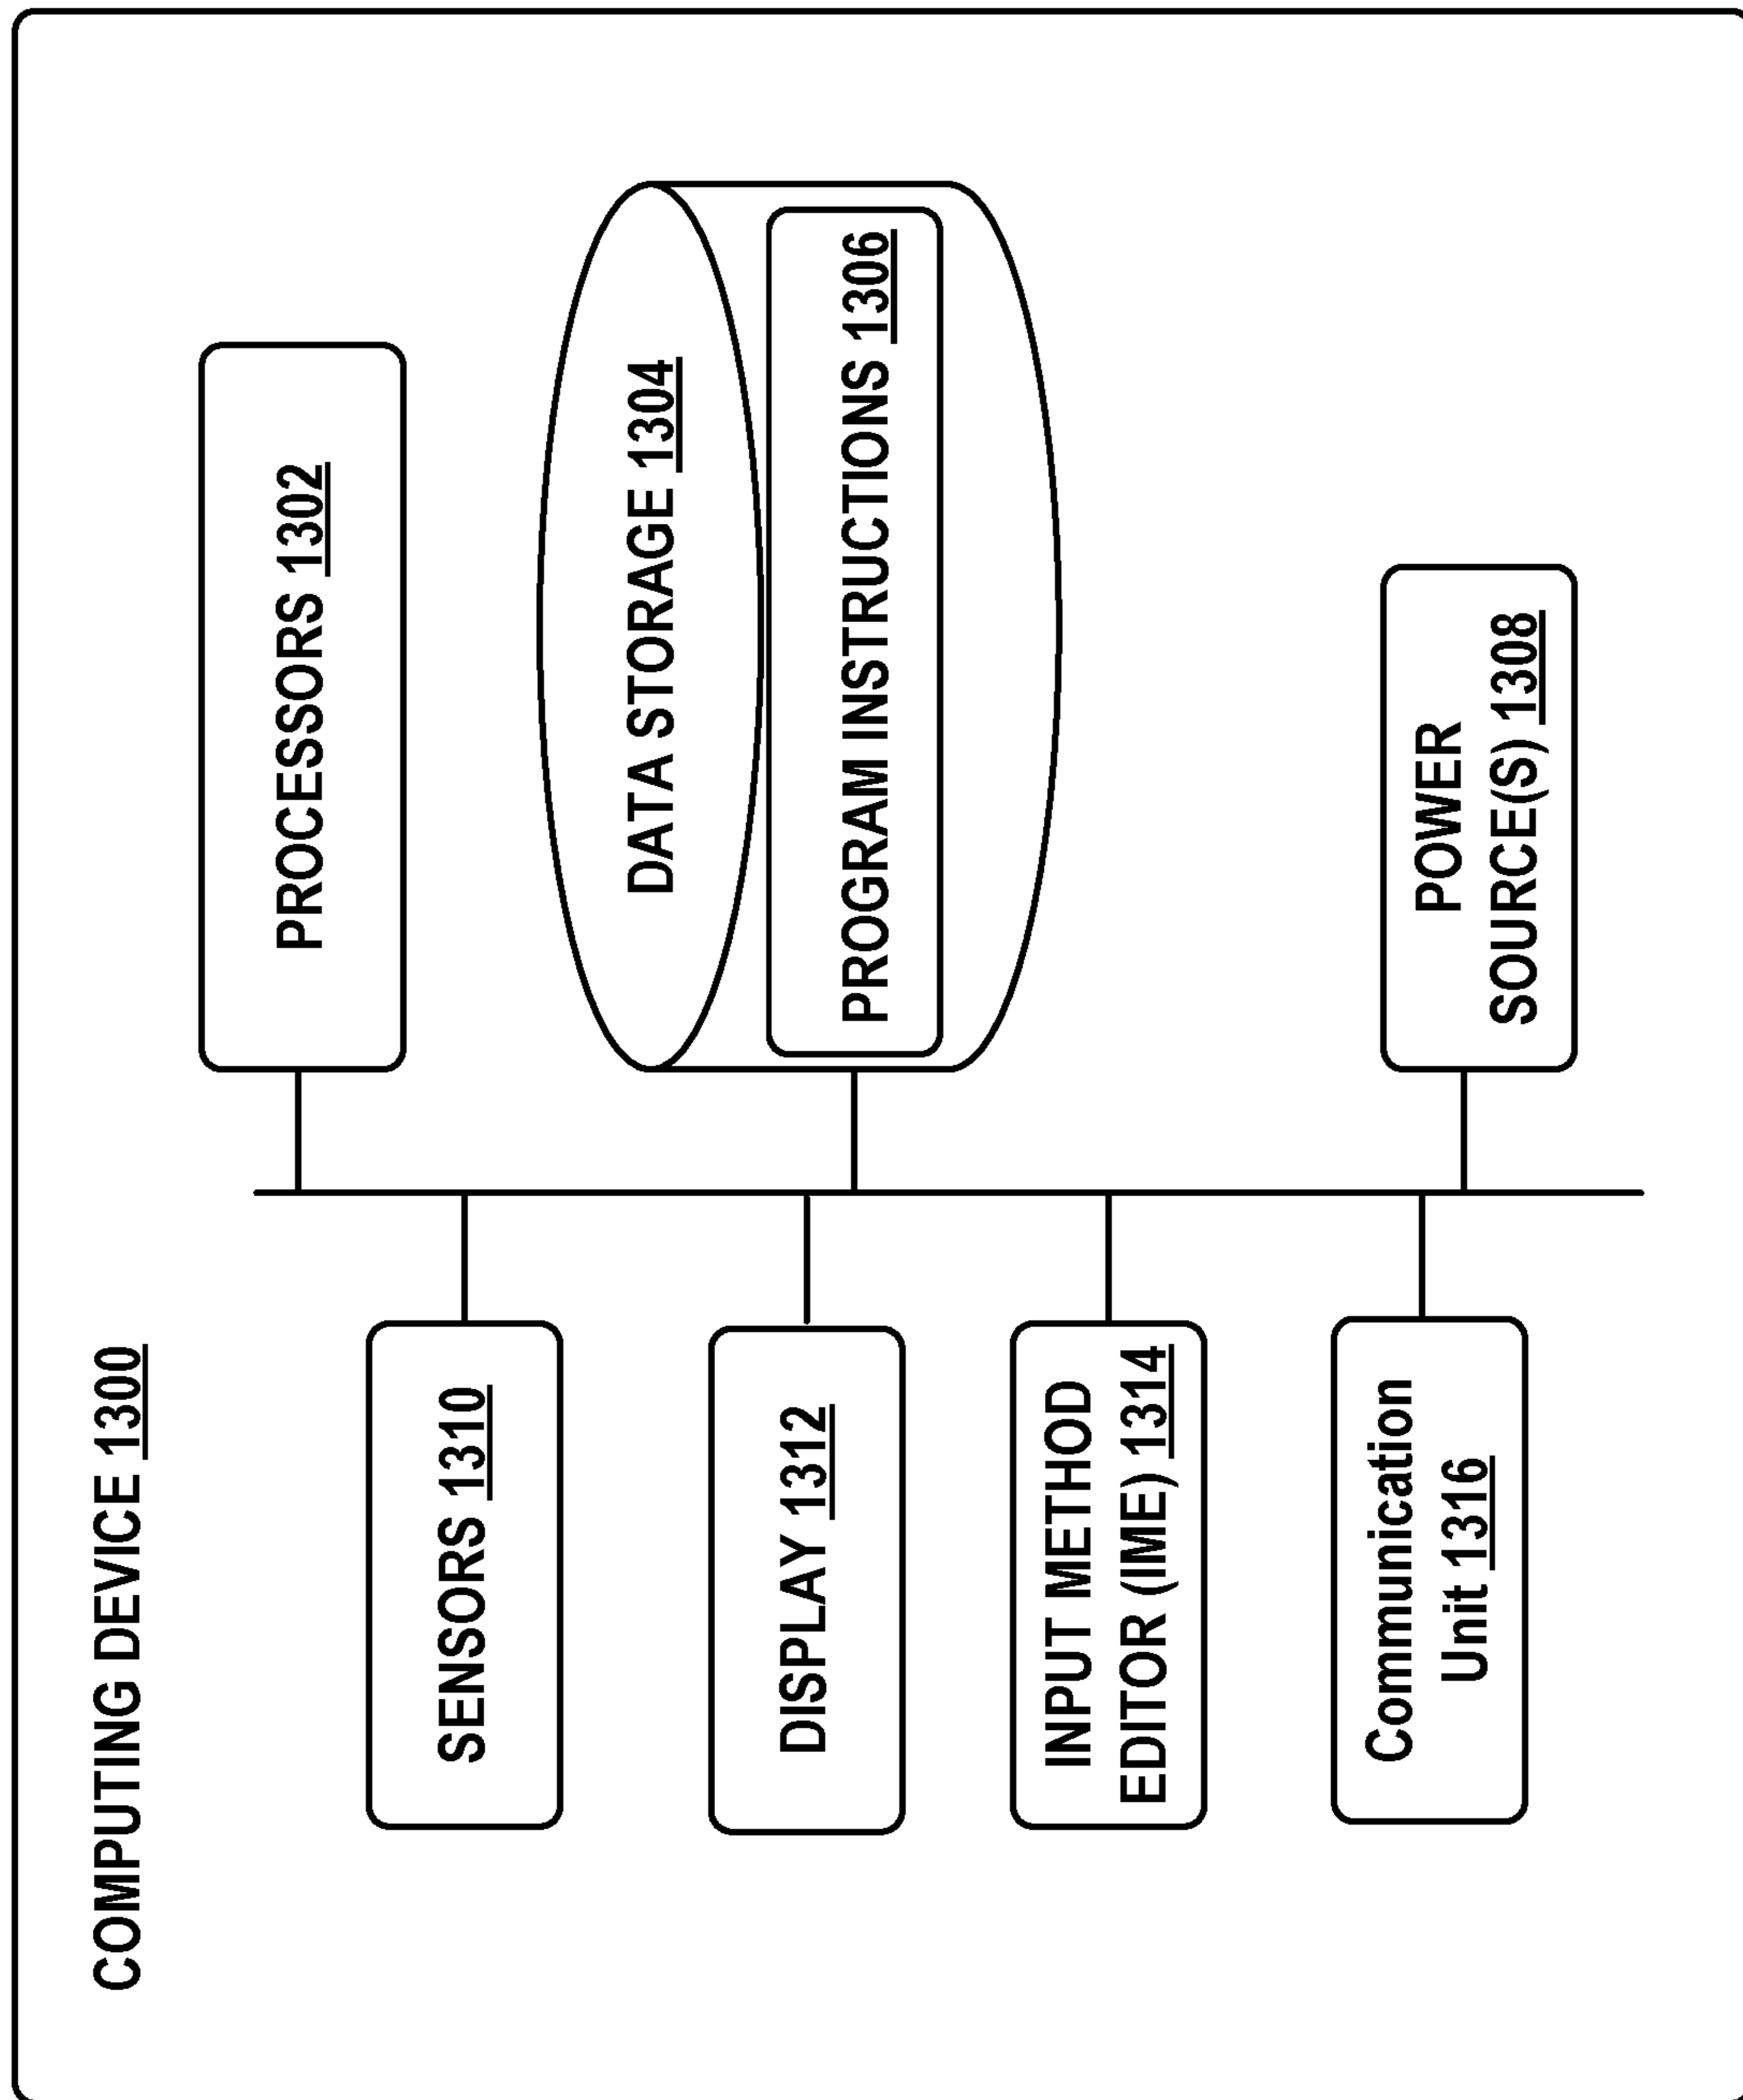 COMPUTING DEVICE 1300
SENSORS 1310
DISPLAY 1312
INPUT METHOD
EDITOR (IME) 1314
Communication
Unit 1316
PROCESSORS 1302
DATA STORAGE 1304
PROGRAM INSTRUCTIONS 1306
POWER
SOURCE(S) 1308